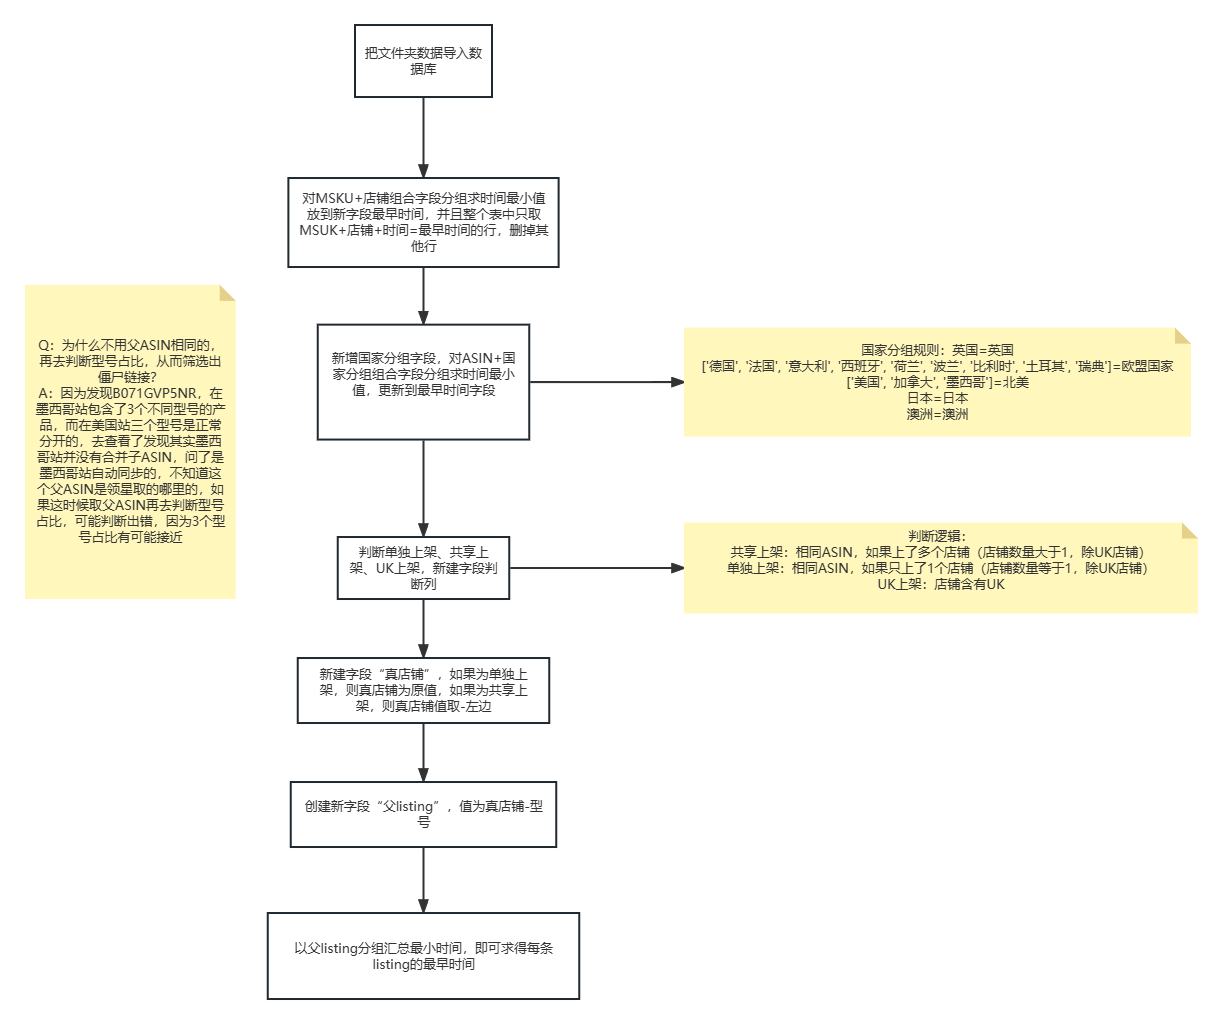 把文件夹数据导入数
据库
对MSKU+店铺组合字段分组求时间最小值
放到新字段最早时间，并且整个表中只取
MSUK+店铺+时间=最早时间的行，删掉其
他行
Q：为什么不用父ASIN相同的，
再去判断型号占比，从而筛选出
僵尸链接？
A：因为发现B071GVP5NR，在
墨西哥站包含了3个不同型号的产
品，而在美国站三个型号是正常
分开的，去查看了发现其实墨西
哥站并没有合并子ASIN，问了是
墨西哥站自动同步的，不知道这
个父ASIN是领星取的哪里的，如
果这时候取父ASIN再去判断型号
占比，可能判断出错，因为3个型
号占比有可能接近
新增国家分组字段，对ASIN+国
家分组组合字段分组求时间最小
值，更新到最早时间字段
国家分组规则：英国=英国
['德国', '法国', '意大利', '西班牙', '荷兰', '波兰', '比利时', '土耳其', '瑞典']=欧盟国家
['美国', '加拿大', '墨西哥']=北美
日本=日本
澳洲=澳洲
判断单独上架、共享上
架、UK上架，新建字段判
断列
判断逻辑：
共享上架：相同ASIN，如果上了多个店铺（店铺数量大于1，除UK店铺）
单独上架：相同ASIN，如果只上了1个店铺（店铺数量等于1，除UK店铺）
UK上架：店铺含有UK
新建字段“真店铺”，如果为单独上
架，则真店铺为原值，如果为共享上
架，则真店铺值取-左边
创建新字段“父listing”，值为真店铺-型
号
以父listing分组汇总最小时间，即可求得每条
listing的最早时间